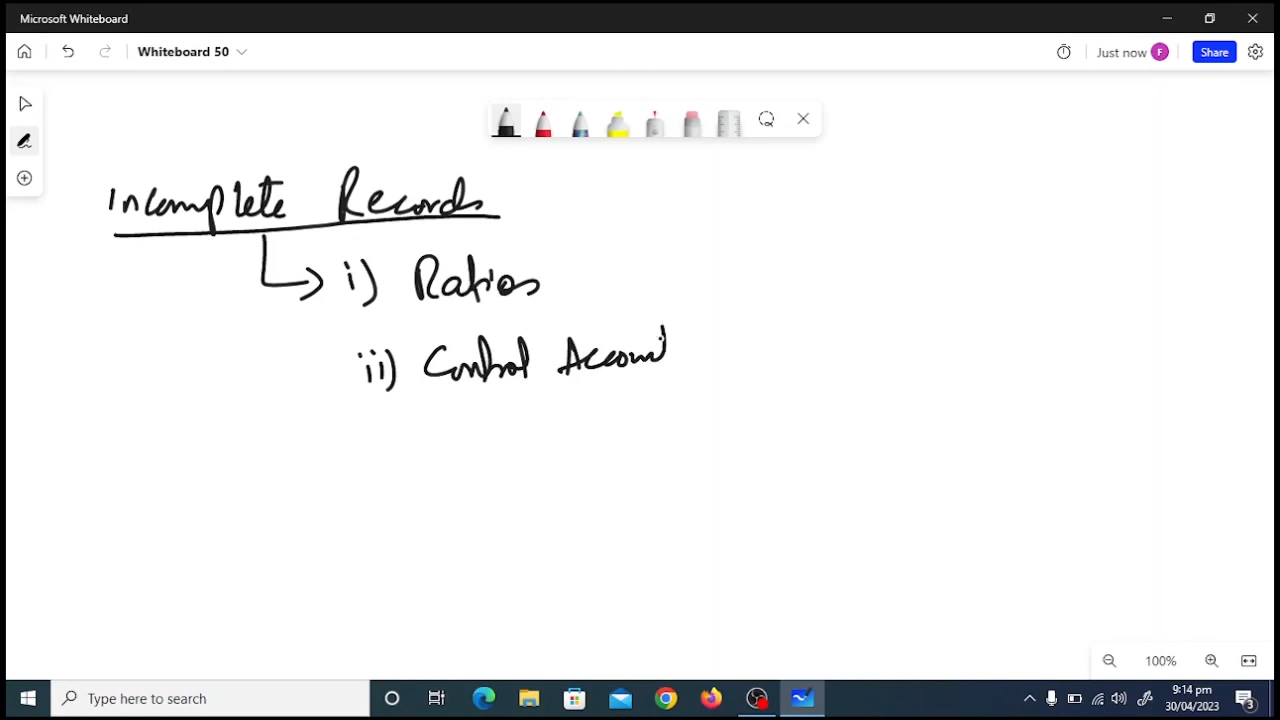 Microsoft Whiteboard
Whiteboard 50
Just now
F
Share
Incomplete Records
i) Ratios
ii) Control Account
100%
Type here to search
9:14 pm
30/04/2023
3